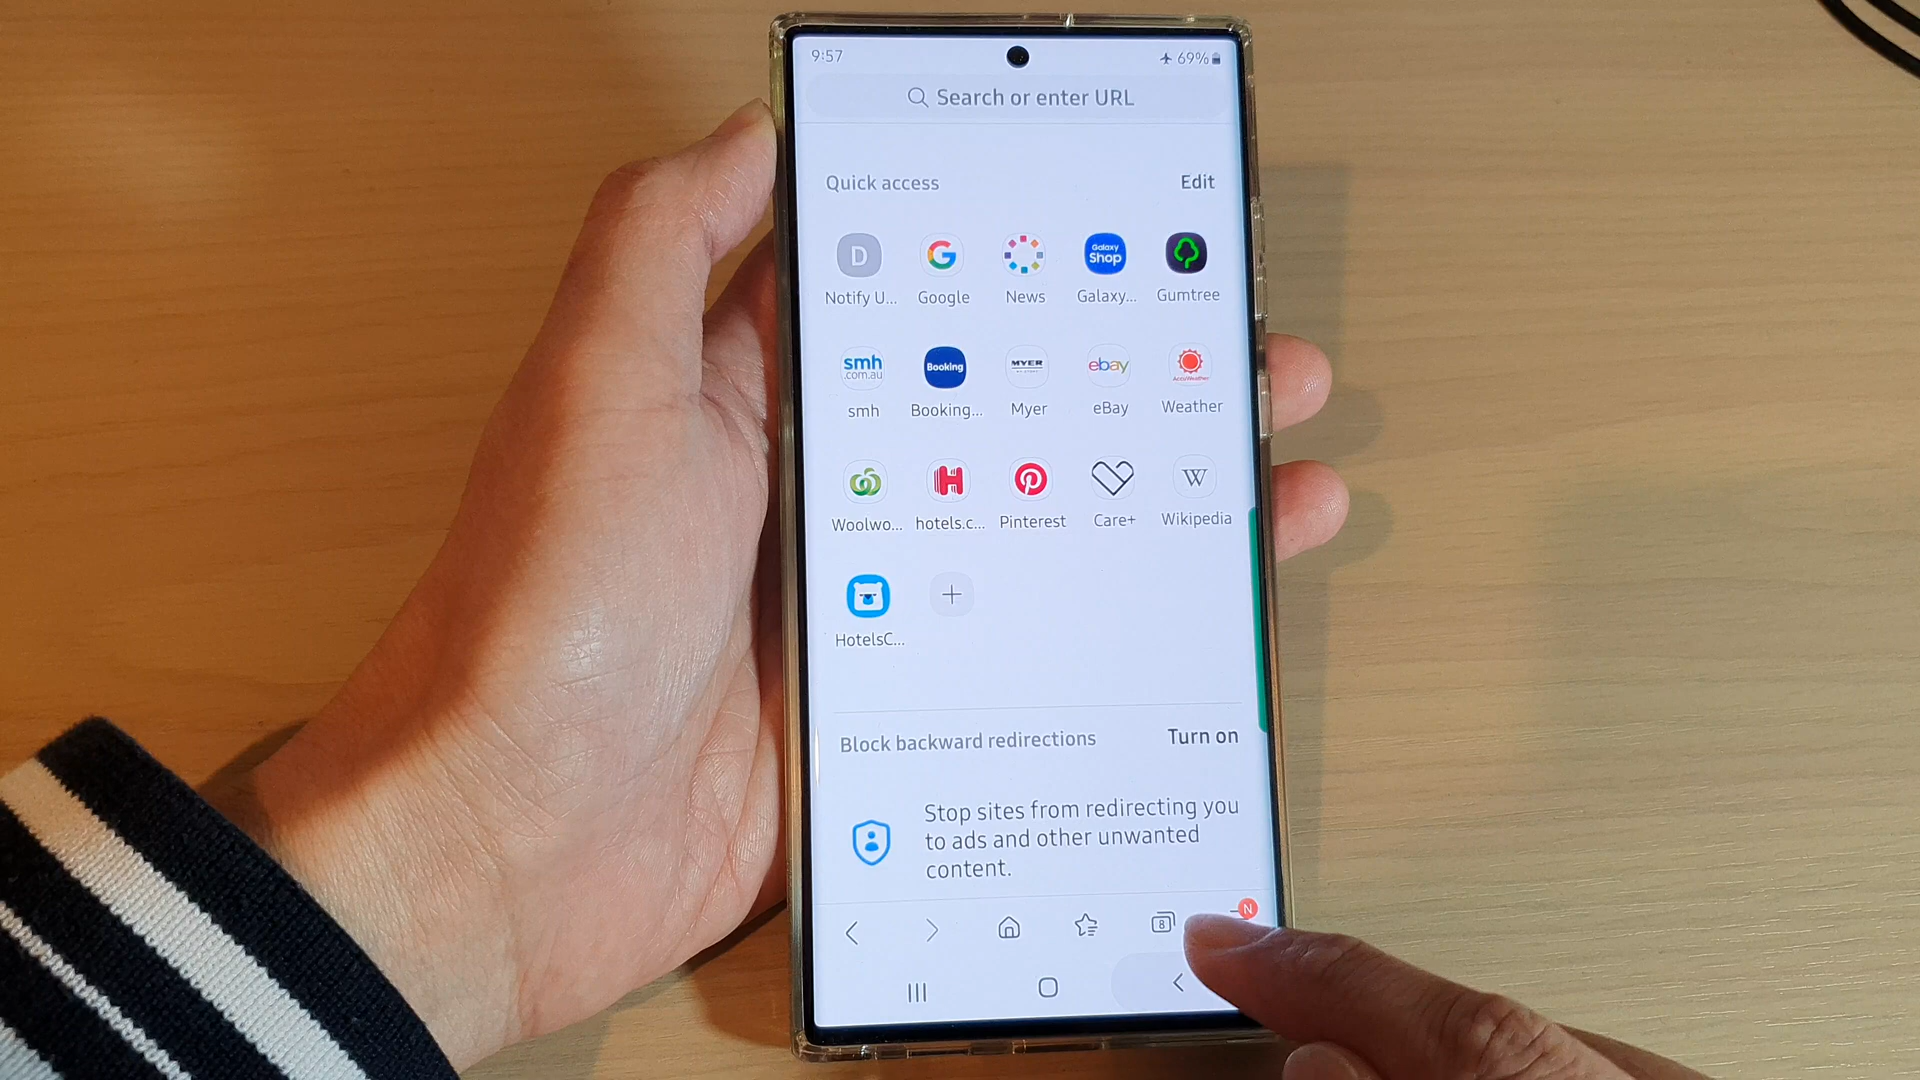 9:57
69%
Search or enter URL
Quick access
Edit
D
G
Galaxy Shop
Notify U...
Google
News
Galaxy...
Gumtree
smh .com.au
Booking
MYER
ebay
AccuWeather
smh
Booking...
Myer
eBay
Weather
H
W
Woolwo...
hotels.c...
Pinterest
Care+
Wikipedia
+
HotelsC...
Block backward redirections
Turn on
Stop sites from redirecting you
to ads and other unwanted
content.
8
N